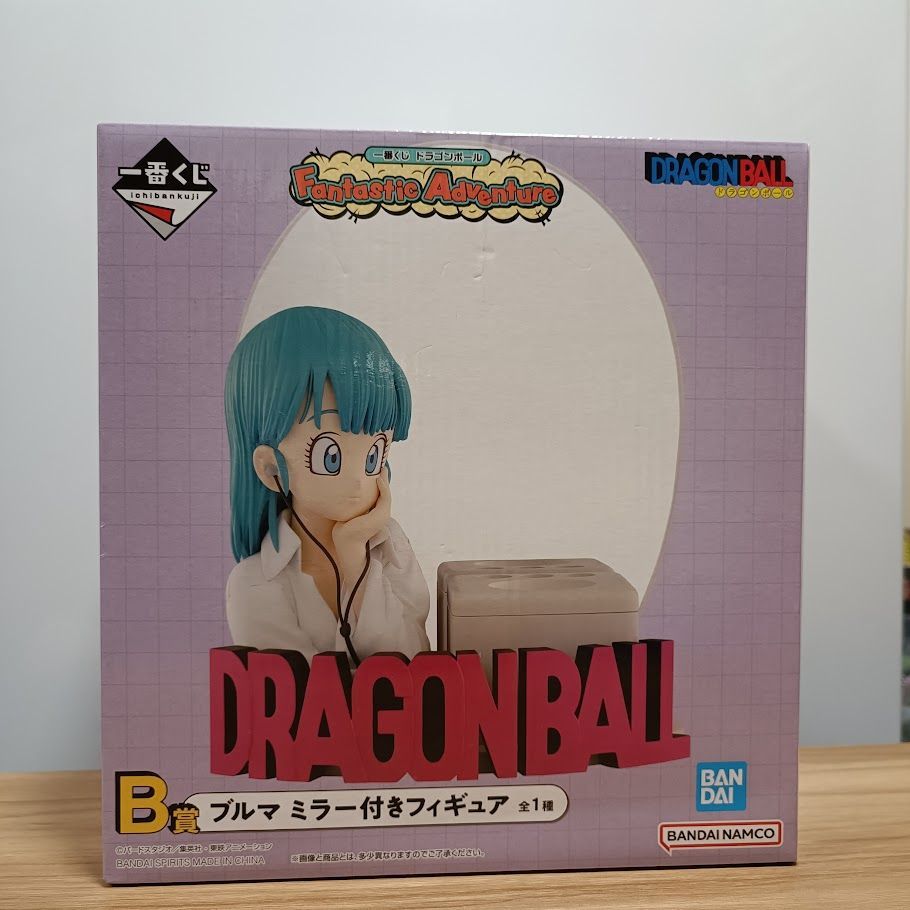 一番くじ
ichibankuji
一番くじ ドラゴンボール
Fantastic Adventure
DRAGON BALL
ドラゴンボール
DRAGON BALL
B賞 ブルマ ミラー付きフィギュア 全1種
BAN
DAI
BANDAI NAMCO
©バードスタジオ／集英社・東映アニメーション
BANDAI SPIRITS MADE IN CHINA
※画像と商品とは、多少異なりますのでご了承ください。